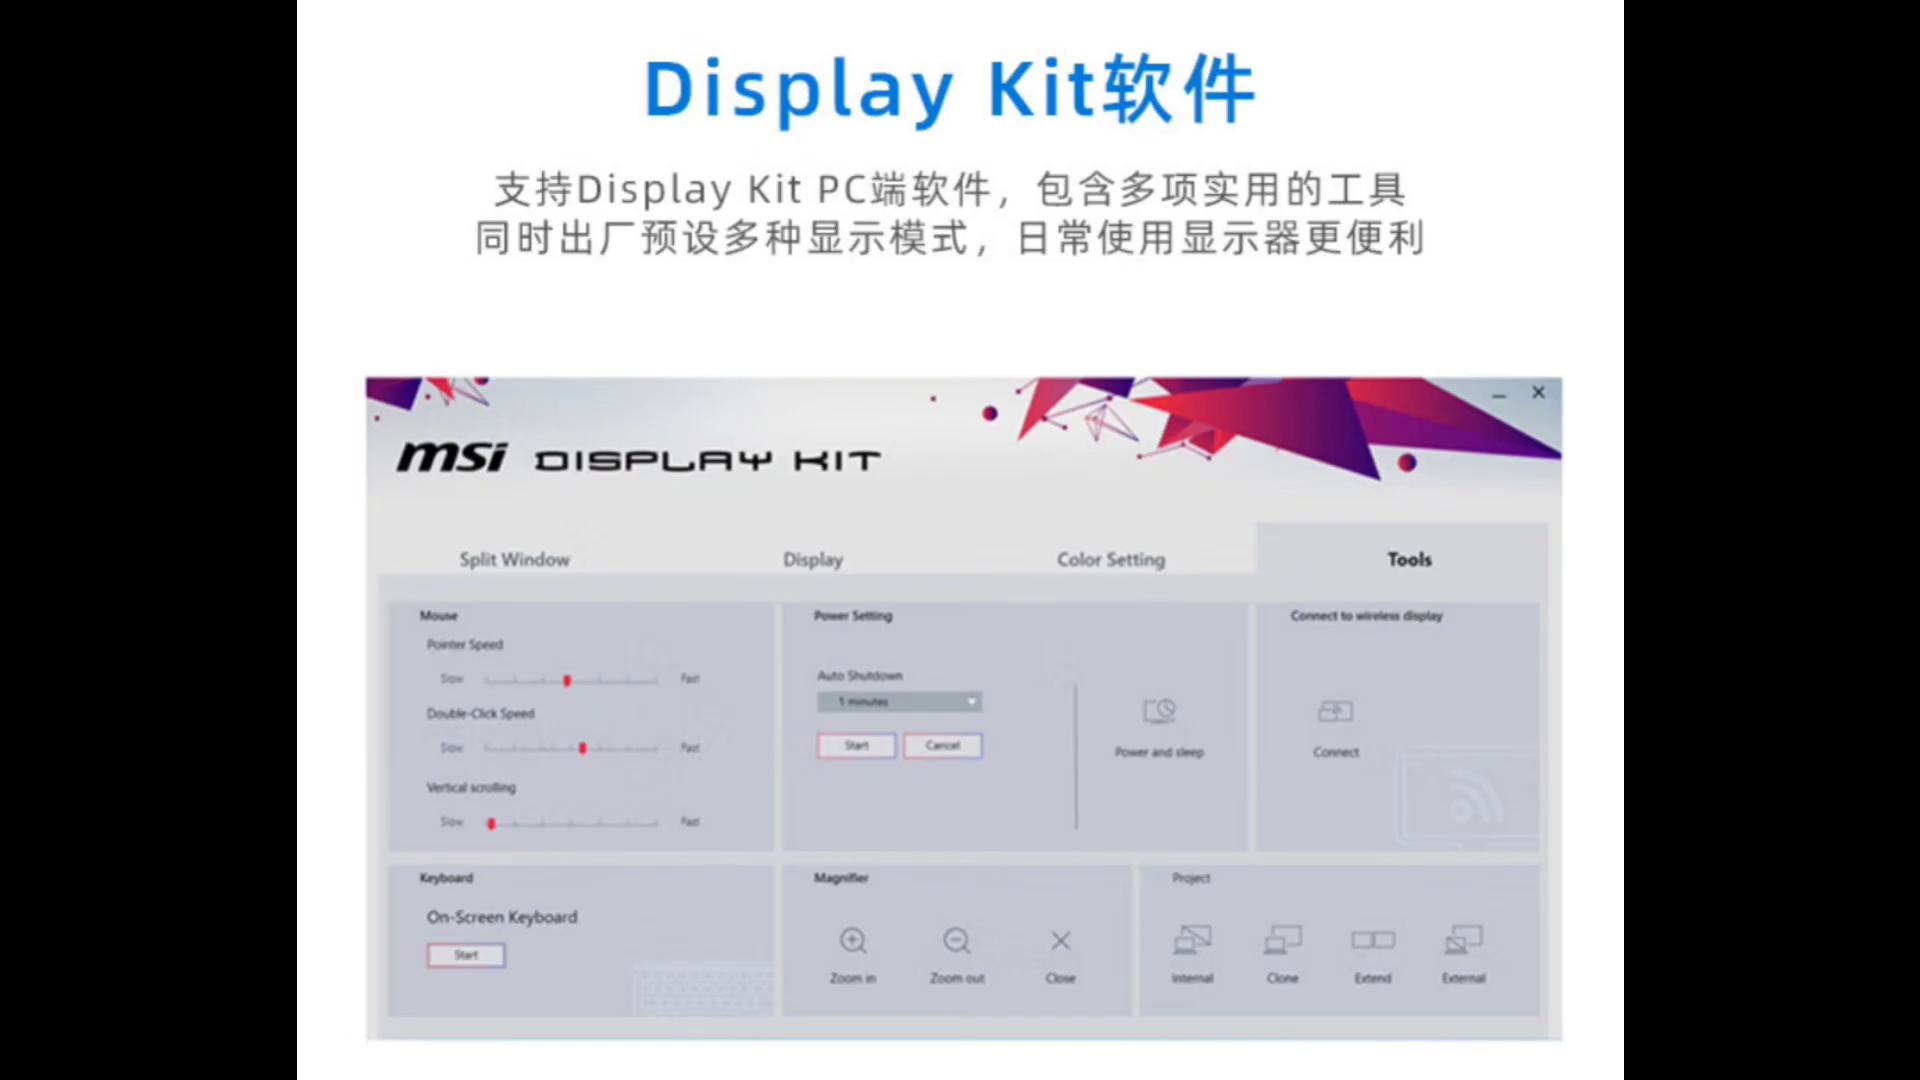 Display Kit软件
支持Display Kit PC端软件，包含多项实用的工具
同时出厂预设多种显示模式，日常使用显示器更便利
msi DISPLAY KIT
Split Window
Display
Color Setting
Tools
Mouse
Pointer Speed
Slow
Fast
Double-Click Speed
Slow
Fast
Vertical scrolling
Slow
Fast
Power Setting
Auto Shutdown
1 minutes
Start
Cancel
Power and sleep
Connect to wireless display
Connect
Keyboard
On-Screen Keyboard
Start
Magnifier
Zoom in
Zoom out
Close
Project
Internal
Clone
Extend
External